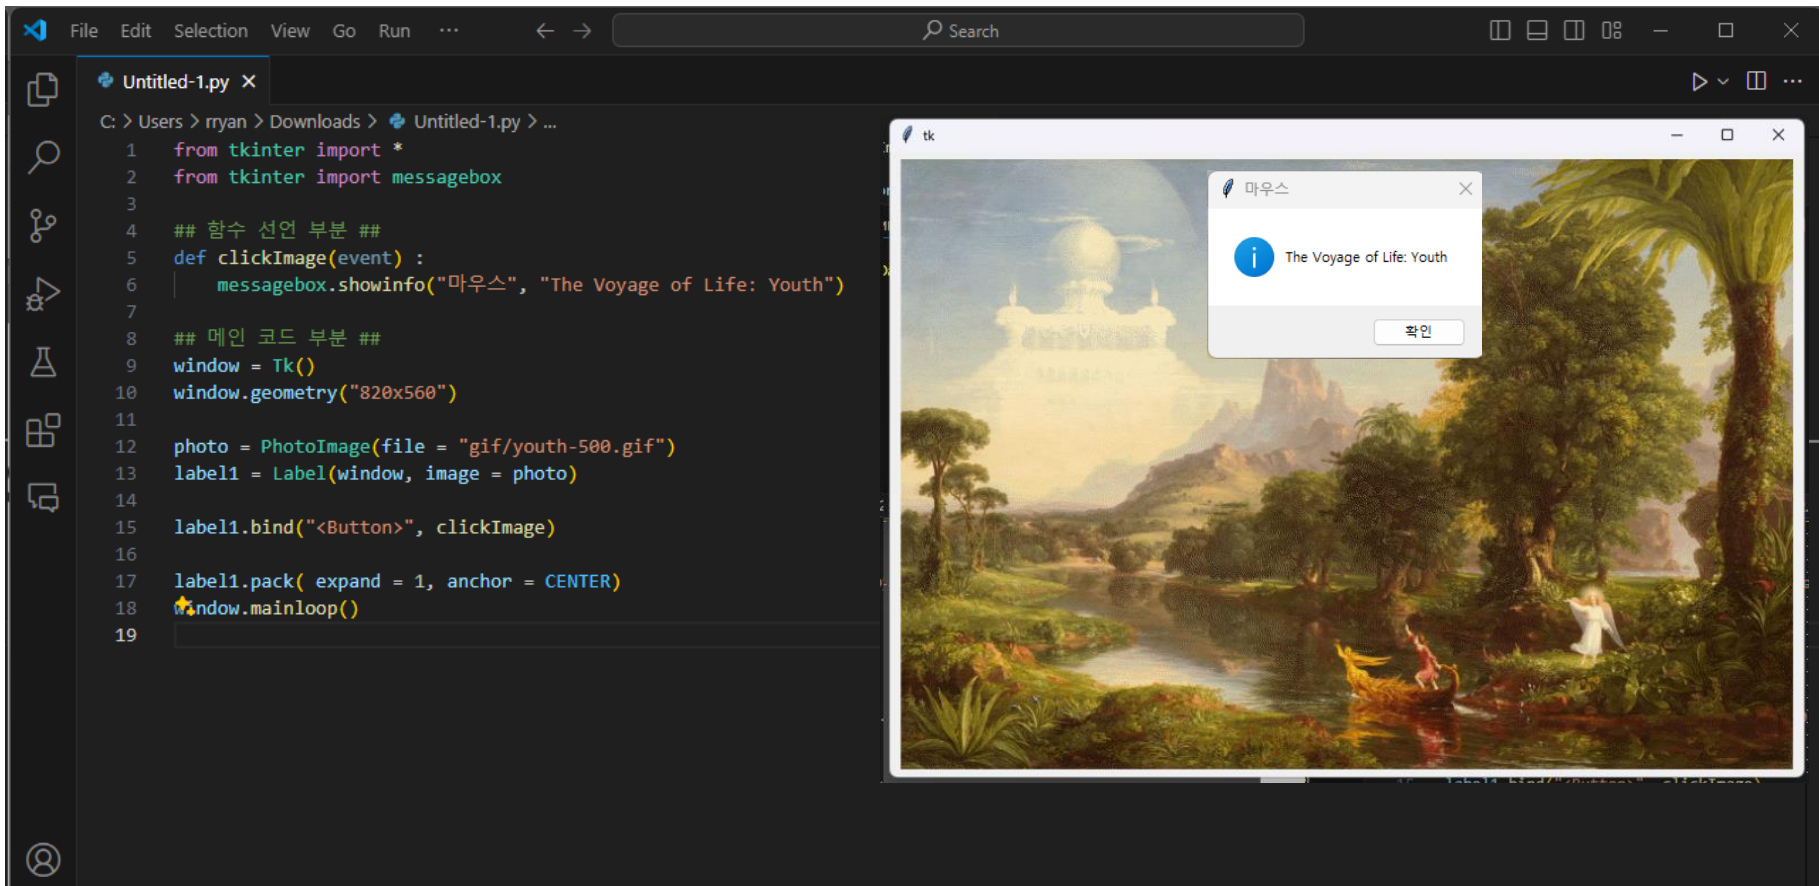 File Edit Selection View Go Run ···
Search
Untitled-1.py
C: > Users > rryan > Downloads > Untitled-1.py > ...
1 from tkinter import *
2 from tkinter import messagebox
3
4 ## 함수 선언 부분 ##
5 def clickImage(event) :
6 messagebox.showinfo("마우스", "The Voyage of Life: Youth")
7
8 ## 메인 코드 부분 ##
9 window = Tk()
10 window.geometry("820x560")
11
12 photo = PhotoImage(file = "gif/youth-500.gif")
13 label1 = Label(window, image = photo)
14
15 label1.bind("<Button>", clickImage)
16
17 label1.pack( expand = 1, anchor = CENTER)
18 window.mainloop()
19
tk
마우스
The Voyage of Life: Youth
확인